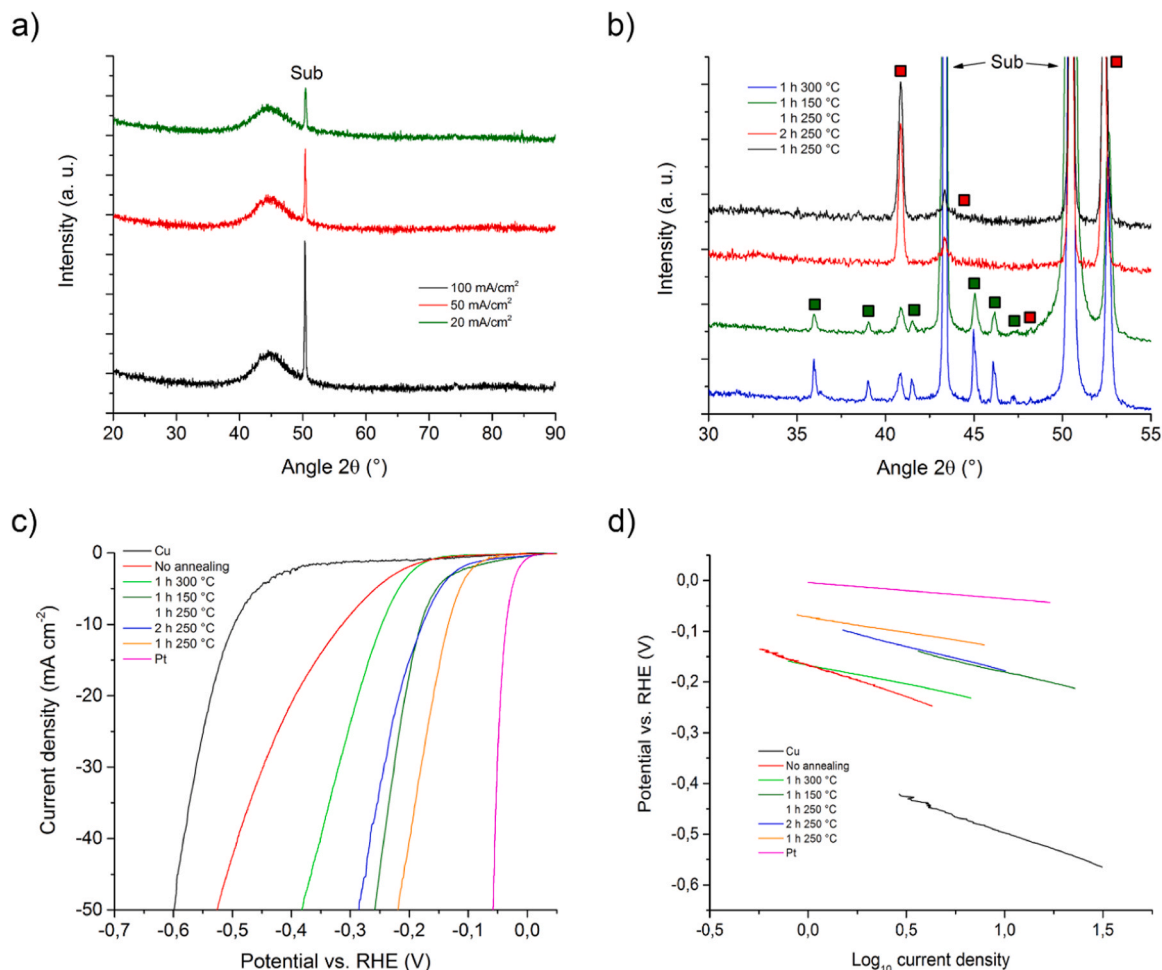 a)
Sub
Intensity (a. u.)
100 mA/cm²
50 mA/cm²
20 mA/cm²
20 30 40 50 60 70 80 90
Angle 2θ (°)
b)
Sub
1 h 300 °C
1 h 150 °C
1 h 250 °C
2 h 250 °C
1 h 250 °C
Intensity (a. u.)
30 35 40 45 50 55
Angle 2θ (°)
c)
Cu
No annealing
1 h 300 °C
1 h 150 °C
1 h 250 °C
2 h 250 °C
1 h 250 °C
Pt
Current density (mA cm⁻²)
0
-10
-20
-30
-40
-50
-0,7 -0,6 -0,5 -0,4 -0,3 -0,2 -0,1 0,0
Potential vs. RHE (V)
d)
Potential vs. RHE (V)
0,0
-0,1
-0,2
-0,3
-0,4
-0,5
-0,6
Cu
No annealing
1 h 300 °C
1 h 150 °C
1 h 250 °C
2 h 250 °C
1 h 250 °C
Pt
-0,5 0,0 0,5 1,0 1,5
Log₁₀ current density